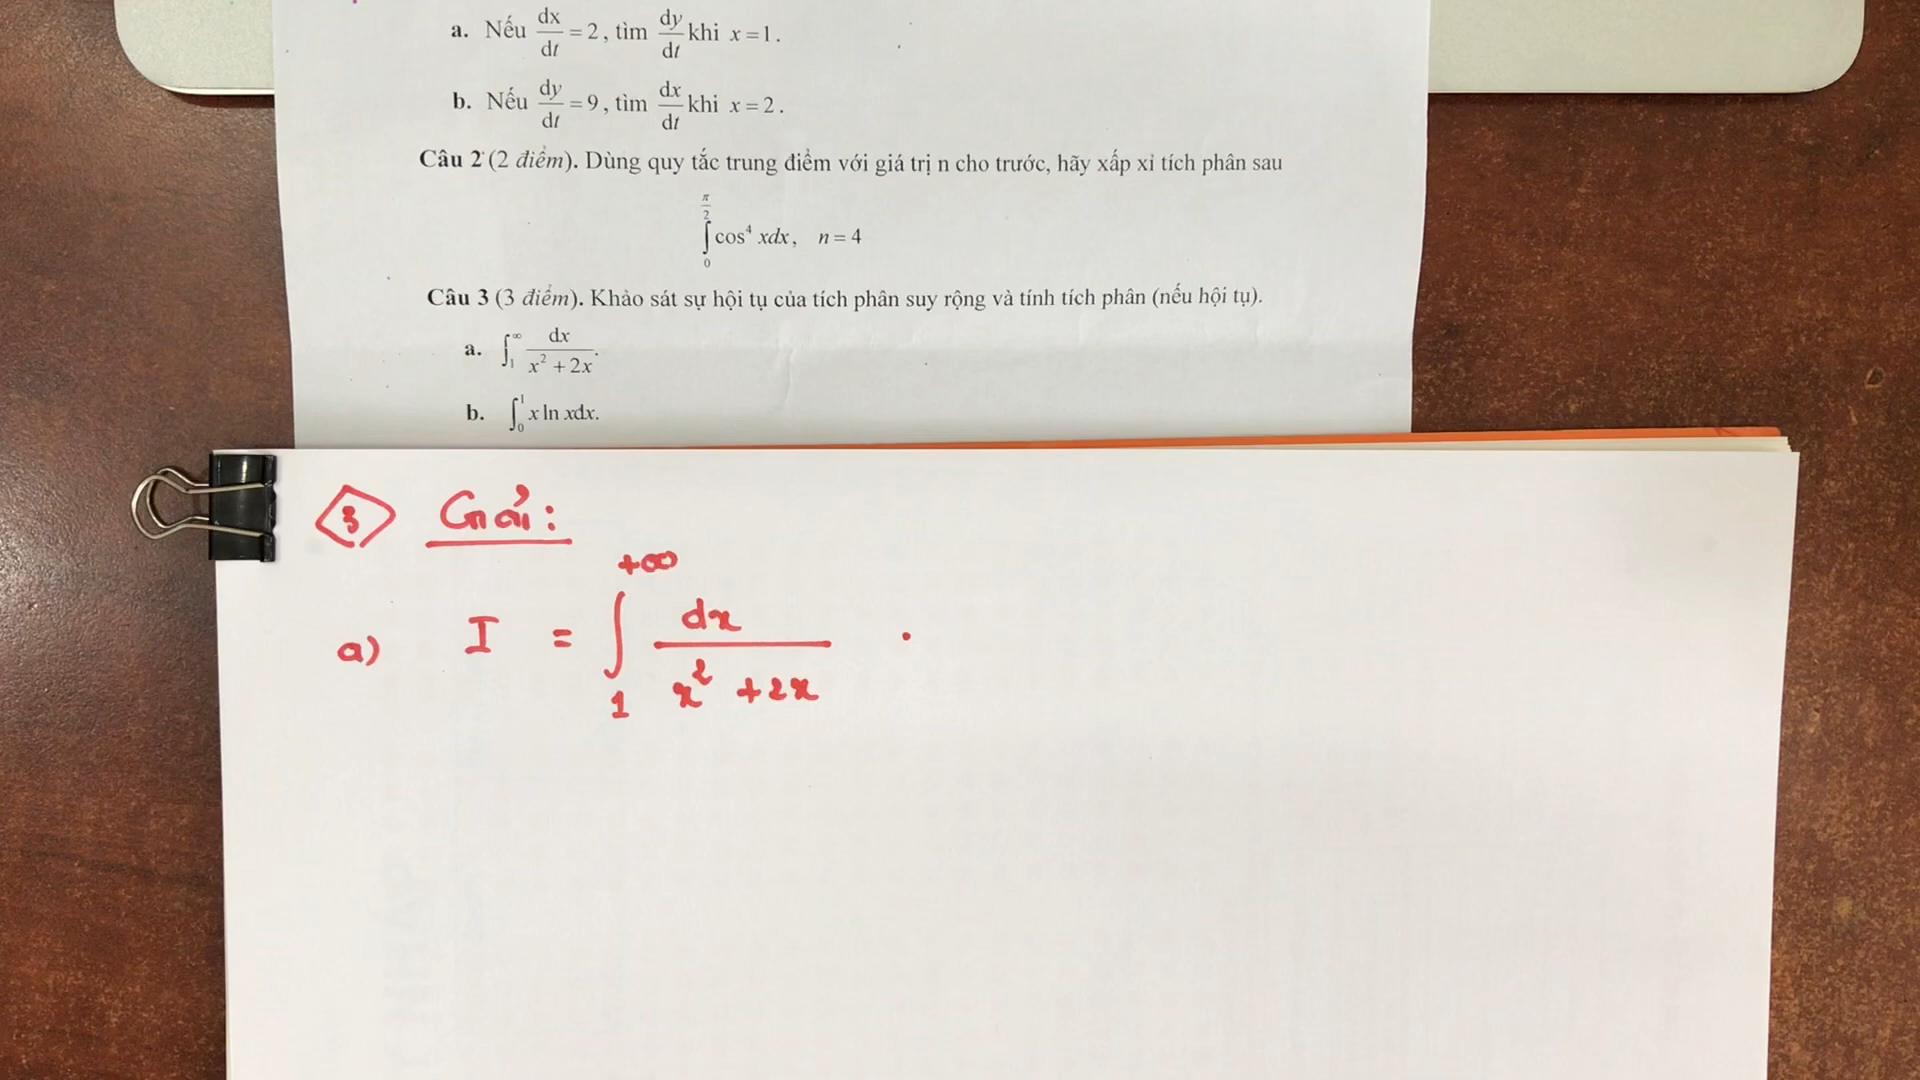 a. Nếu dx/dt = 2, tìm dy/dt khi x = 1.
b. Nếu dy/dt = 9, tìm dx/dt khi x = 2.
Câu 2 (2 điểm). Dùng quy tắc trung điểm với giá trị n cho trước, hãy xấp xỉ tích phân sau
∫_0^{π/2} cos⁴ xdx, n = 4
Câu 3 (3 điểm). Khảo sát sự hội tụ của tích phân suy rộng và tính tích phân (nếu hội tụ).
a. ∫_1^∞ dx/(x² + 2x).
b. ∫_0^1 x ln xdx.
3 Giải:
a) I = ∫_1^{+∞} dx/(x² + 2x) .